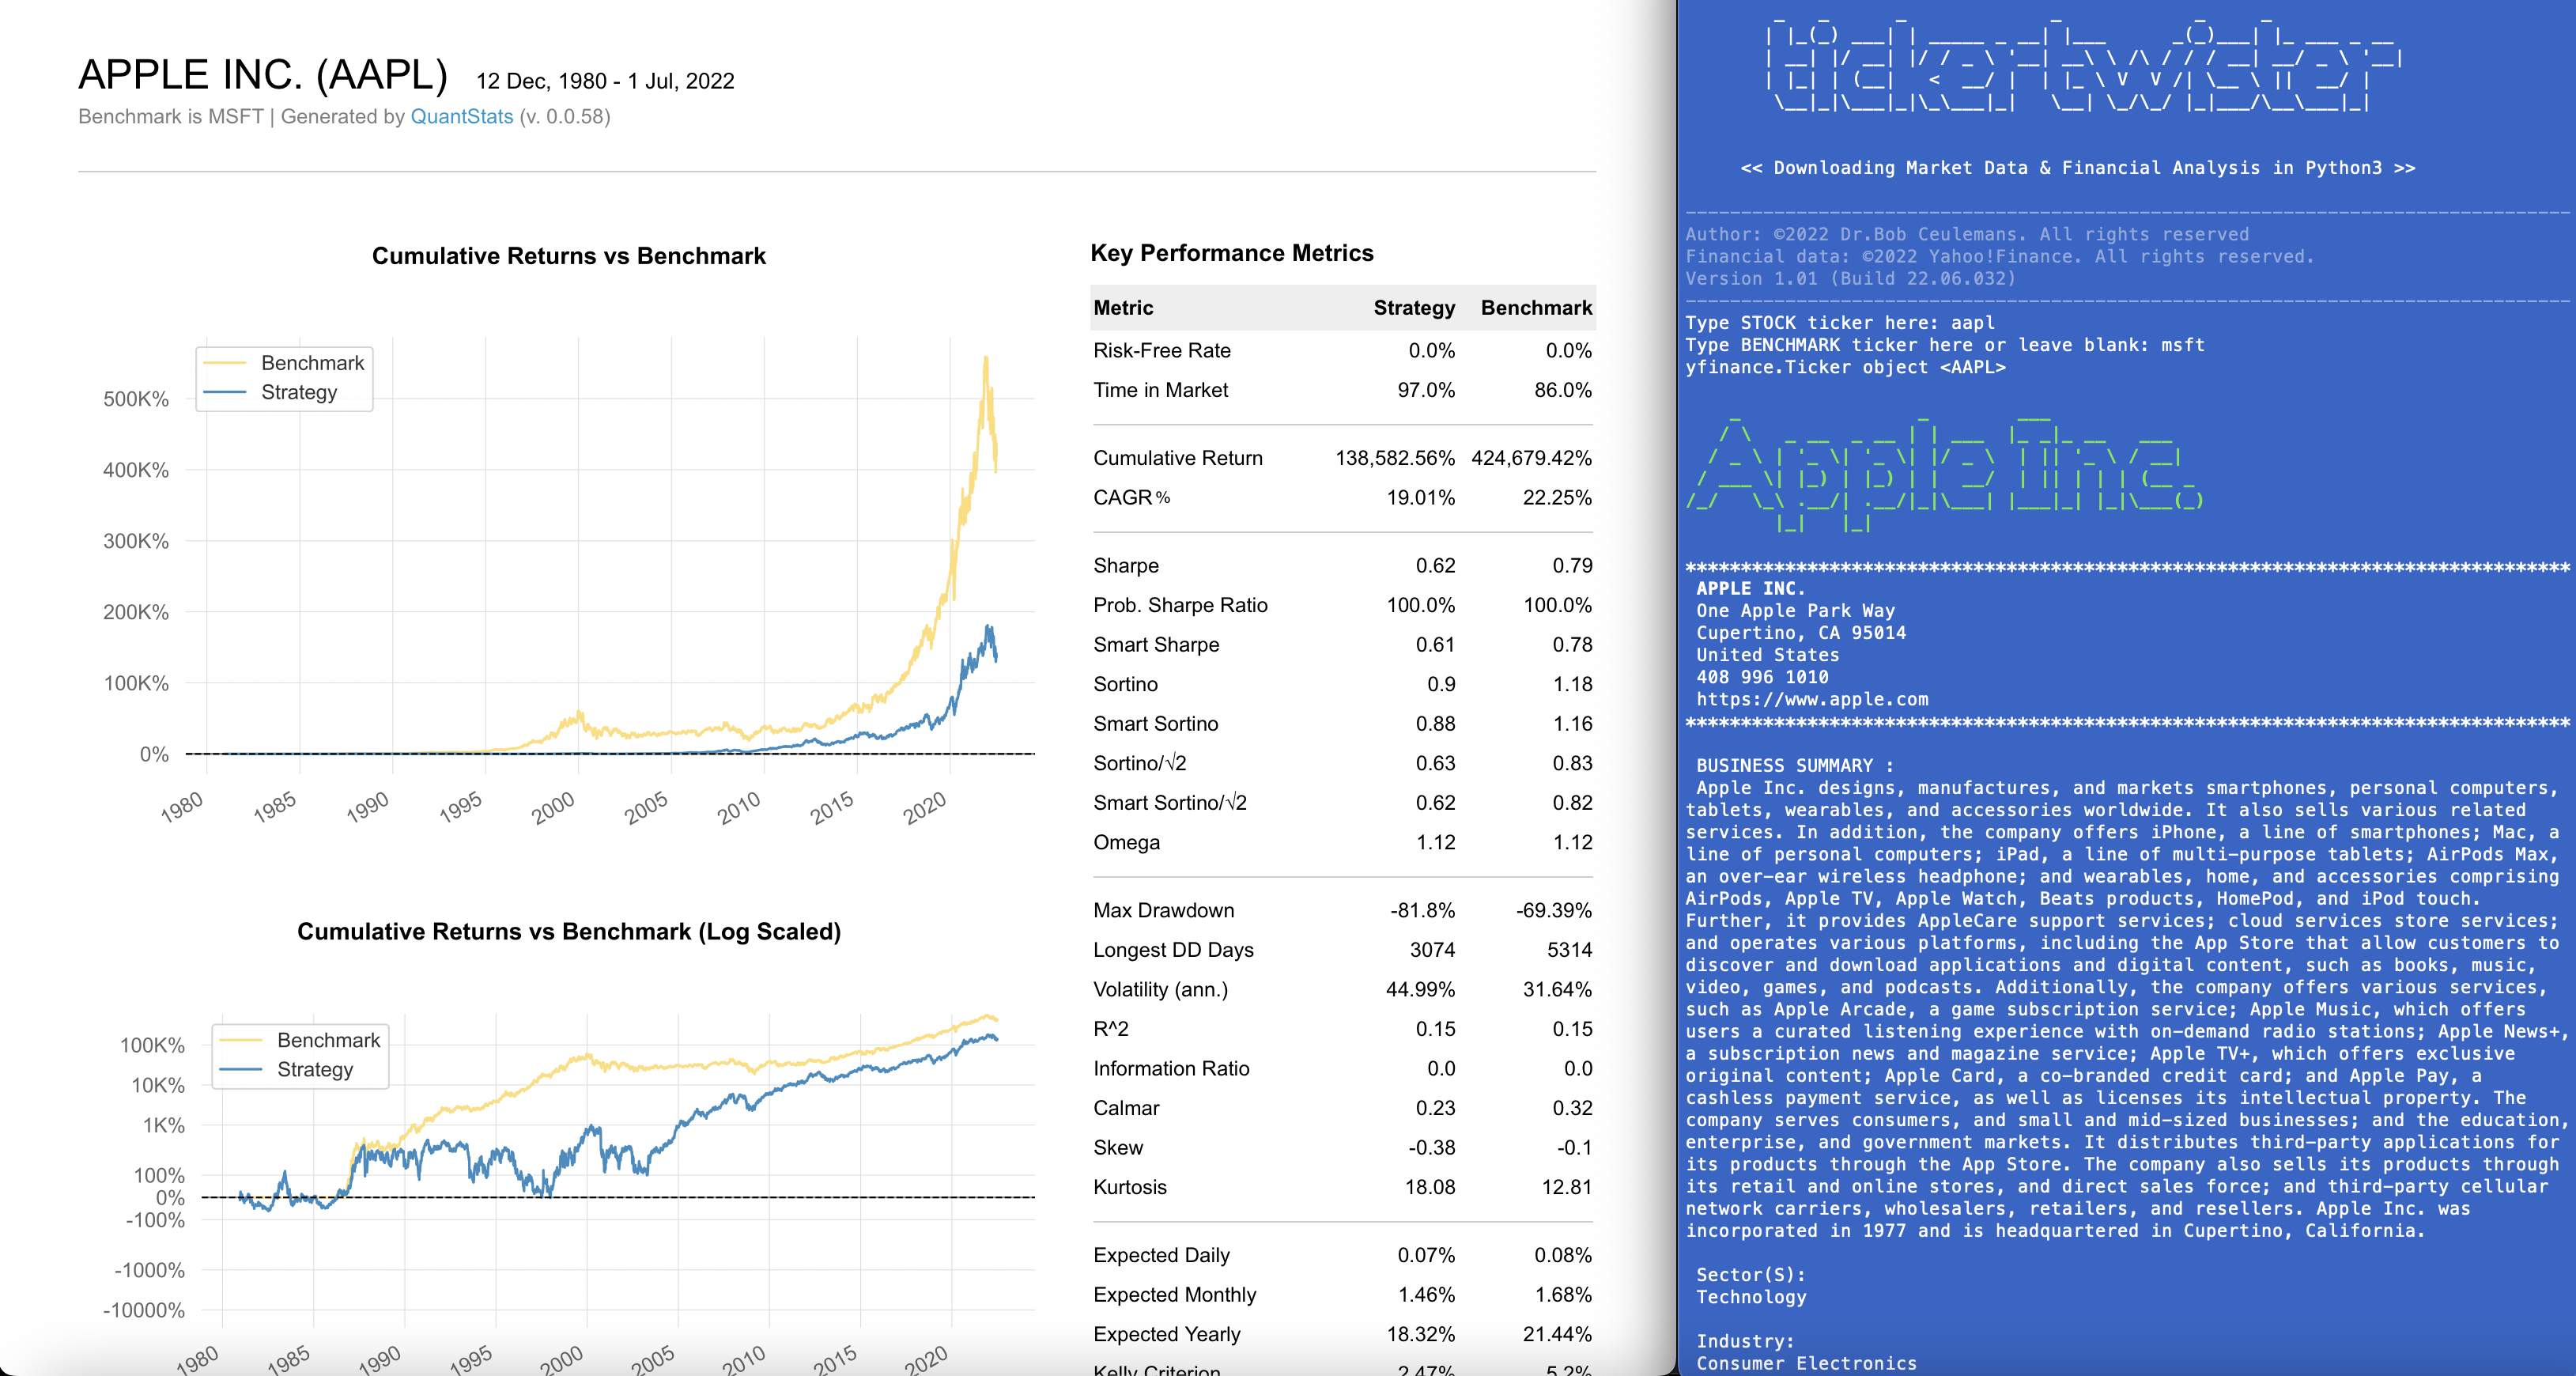 APPLE INC. (AAPL) 12 Dec, 1980 - 1 Jul, 2022
Benchmark is MSFT | Generated by QuantStats (v. 0.0.58)
Cumulative Returns vs Benchmark
Benchmark
Strategy
500K%
400K%
300K%
200K%
100K%
0%
1980 1985 1990 1995 2000 2005 2010 2015 2020
Cumulative Returns vs Benchmark (Log Scaled)
Benchmark
Strategy
100K%
10K%
1K%
100%
0%
-100%
-1000%
-10000%
1980 1985 1990 1995 2000 2005 2010 2015 2020
Key Performance Metrics
Metric Strategy Benchmark
Risk-Free Rate 0.0% 0.0%
Time in Market 97.0% 86.0%
Cumulative Return 138,582.56% 424,679.42%
CAGR% 19.01% 22.25%
Sharpe 0.62 0.79
Prob. Sharpe Ratio 100.0% 100.0%
Smart Sharpe 0.61 0.78
Sortino 0.9 1.18
Smart Sortino 0.88 1.16
Sortino/√2 0.63 0.83
Smart Sortino/√2 0.62 0.82
Omega 1.12 1.12
Max Drawdown -81.8% -69.39%
Longest DD Days 3074 5314
Volatility (ann.) 44.99% 31.64%
R^2 0.15 0.15
Information Ratio 0.0 0.0
Calmar 0.23 0.32
Skew -0.38 -0.1
Kurtosis 18.08 12.81
Expected Daily 0.07% 0.08%
Expected Monthly 1.46% 1.68%
Expected Yearly 18.32% 21.44%
Kelly Criterion 2.47% 5.2%
tickertwister
<< Downloading Market Data & Financial Analysis in Python3 >>
Author: ©2022 Dr.Bob Ceulemans. All rights reserved
Financial data: ©2022 Yahoo!Finance. All rights reserved.
Version 1.01 (Build 22.06.032)
Type STOCK ticker here: aapl
Type BENCHMARK ticker here or leave blank: msft
yfinance.Ticker object <AAPL>
Apple Inc.
********************************************************************************
APPLE INC.
One Apple Park Way
Cupertino, CA 95014
United States
408 996 1010
https://www.apple.com
********************************************************************************
BUSINESS SUMMARY :
Apple Inc. designs, manufactures, and markets smartphones, personal computers,
tablets, wearables, and accessories worldwide. It also sells various related
services. In addition, the company offers iPhone, a line of smartphones; Mac, a
line of personal computers; iPad, a line of multi-purpose tablets; AirPods Max,
an over-ear wireless headphone; and wearables, home, and accessories comprising
AirPods, Apple TV, Apple Watch, Beats products, HomePod, and iPod touch.
Further, it provides AppleCare support services; cloud services store services;
and operates various platforms, including the App Store that allow customers to
discover and download applications and digital content, such as books, music,
video, games, and podcasts. Additionally, the company offers various services,
such as Apple Arcade, a game subscription service; Apple Music, which offers
users a curated listening experience with on-demand radio stations; Apple News+,
a subscription news and magazine service; Apple TV+, which offers exclusive
original content; Apple Card, a co-branded credit card; and Apple Pay, a
cashless payment service, as well as licenses its intellectual property. The
company serves consumers, and small and mid-sized businesses; and the education,
enterprise, and government markets. It distributes third-party applications for
its products through the App Store. The company also sells its products through
its retail and online stores, and direct sales force; and third-party cellular
network carriers, wholesalers, retailers, and resellers. Apple Inc. was
incorporated in 1977 and is headquartered in Cupertino, California.
Sector(S):
Technology
Industry:
Consumer Electronics